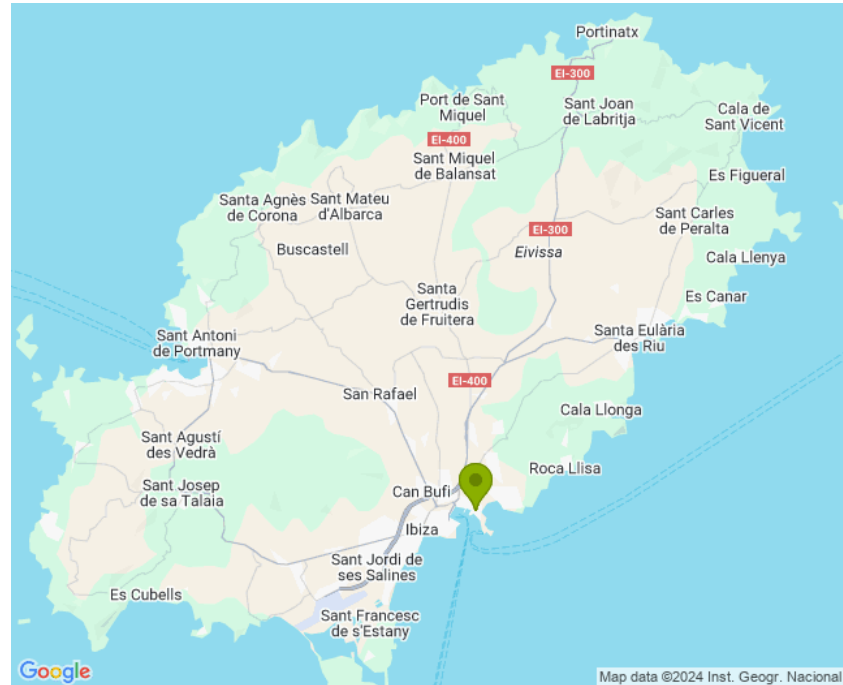 Portinatx
EI-300
Port de Sant
Miquel
Sant Joan
de Labritja
Cala de
Sant Vicent
EI-400
Sant Miquel
de Balansat
Es Figueral
Santa Agnès
de Corona
Sant Mateu
d'Albarca
Sant Carles
de Peralta
EI-300
Buscastell
Eivissa
Cala Llenya
Santa
Gertrudis
de Fruitera
Es Canar
Sant Antoni
de Portmany
Santa Eulària
des Riu
EI-400
San Rafael
Cala Llonga
Sant Agustí
des Vedrà
Roca Llisa
Sant Josep
de sa Talaia
Can Bufi
Ibiza
Sant Jordi de
ses Salines
Es Cubells
Sant Francesc
de s'Estany
Google
Map data ©2024 Inst. Geogr. Nacional